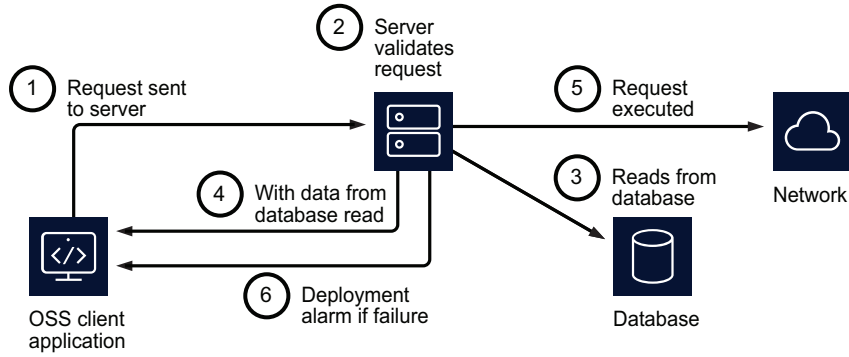 1 Request sent
to server
2 Server
validates
request
5 Request
executed
Network
3 Reads from
database
Database
4 With data from
database read
</>
6 Deployment
alarm if failure
OSS client
application